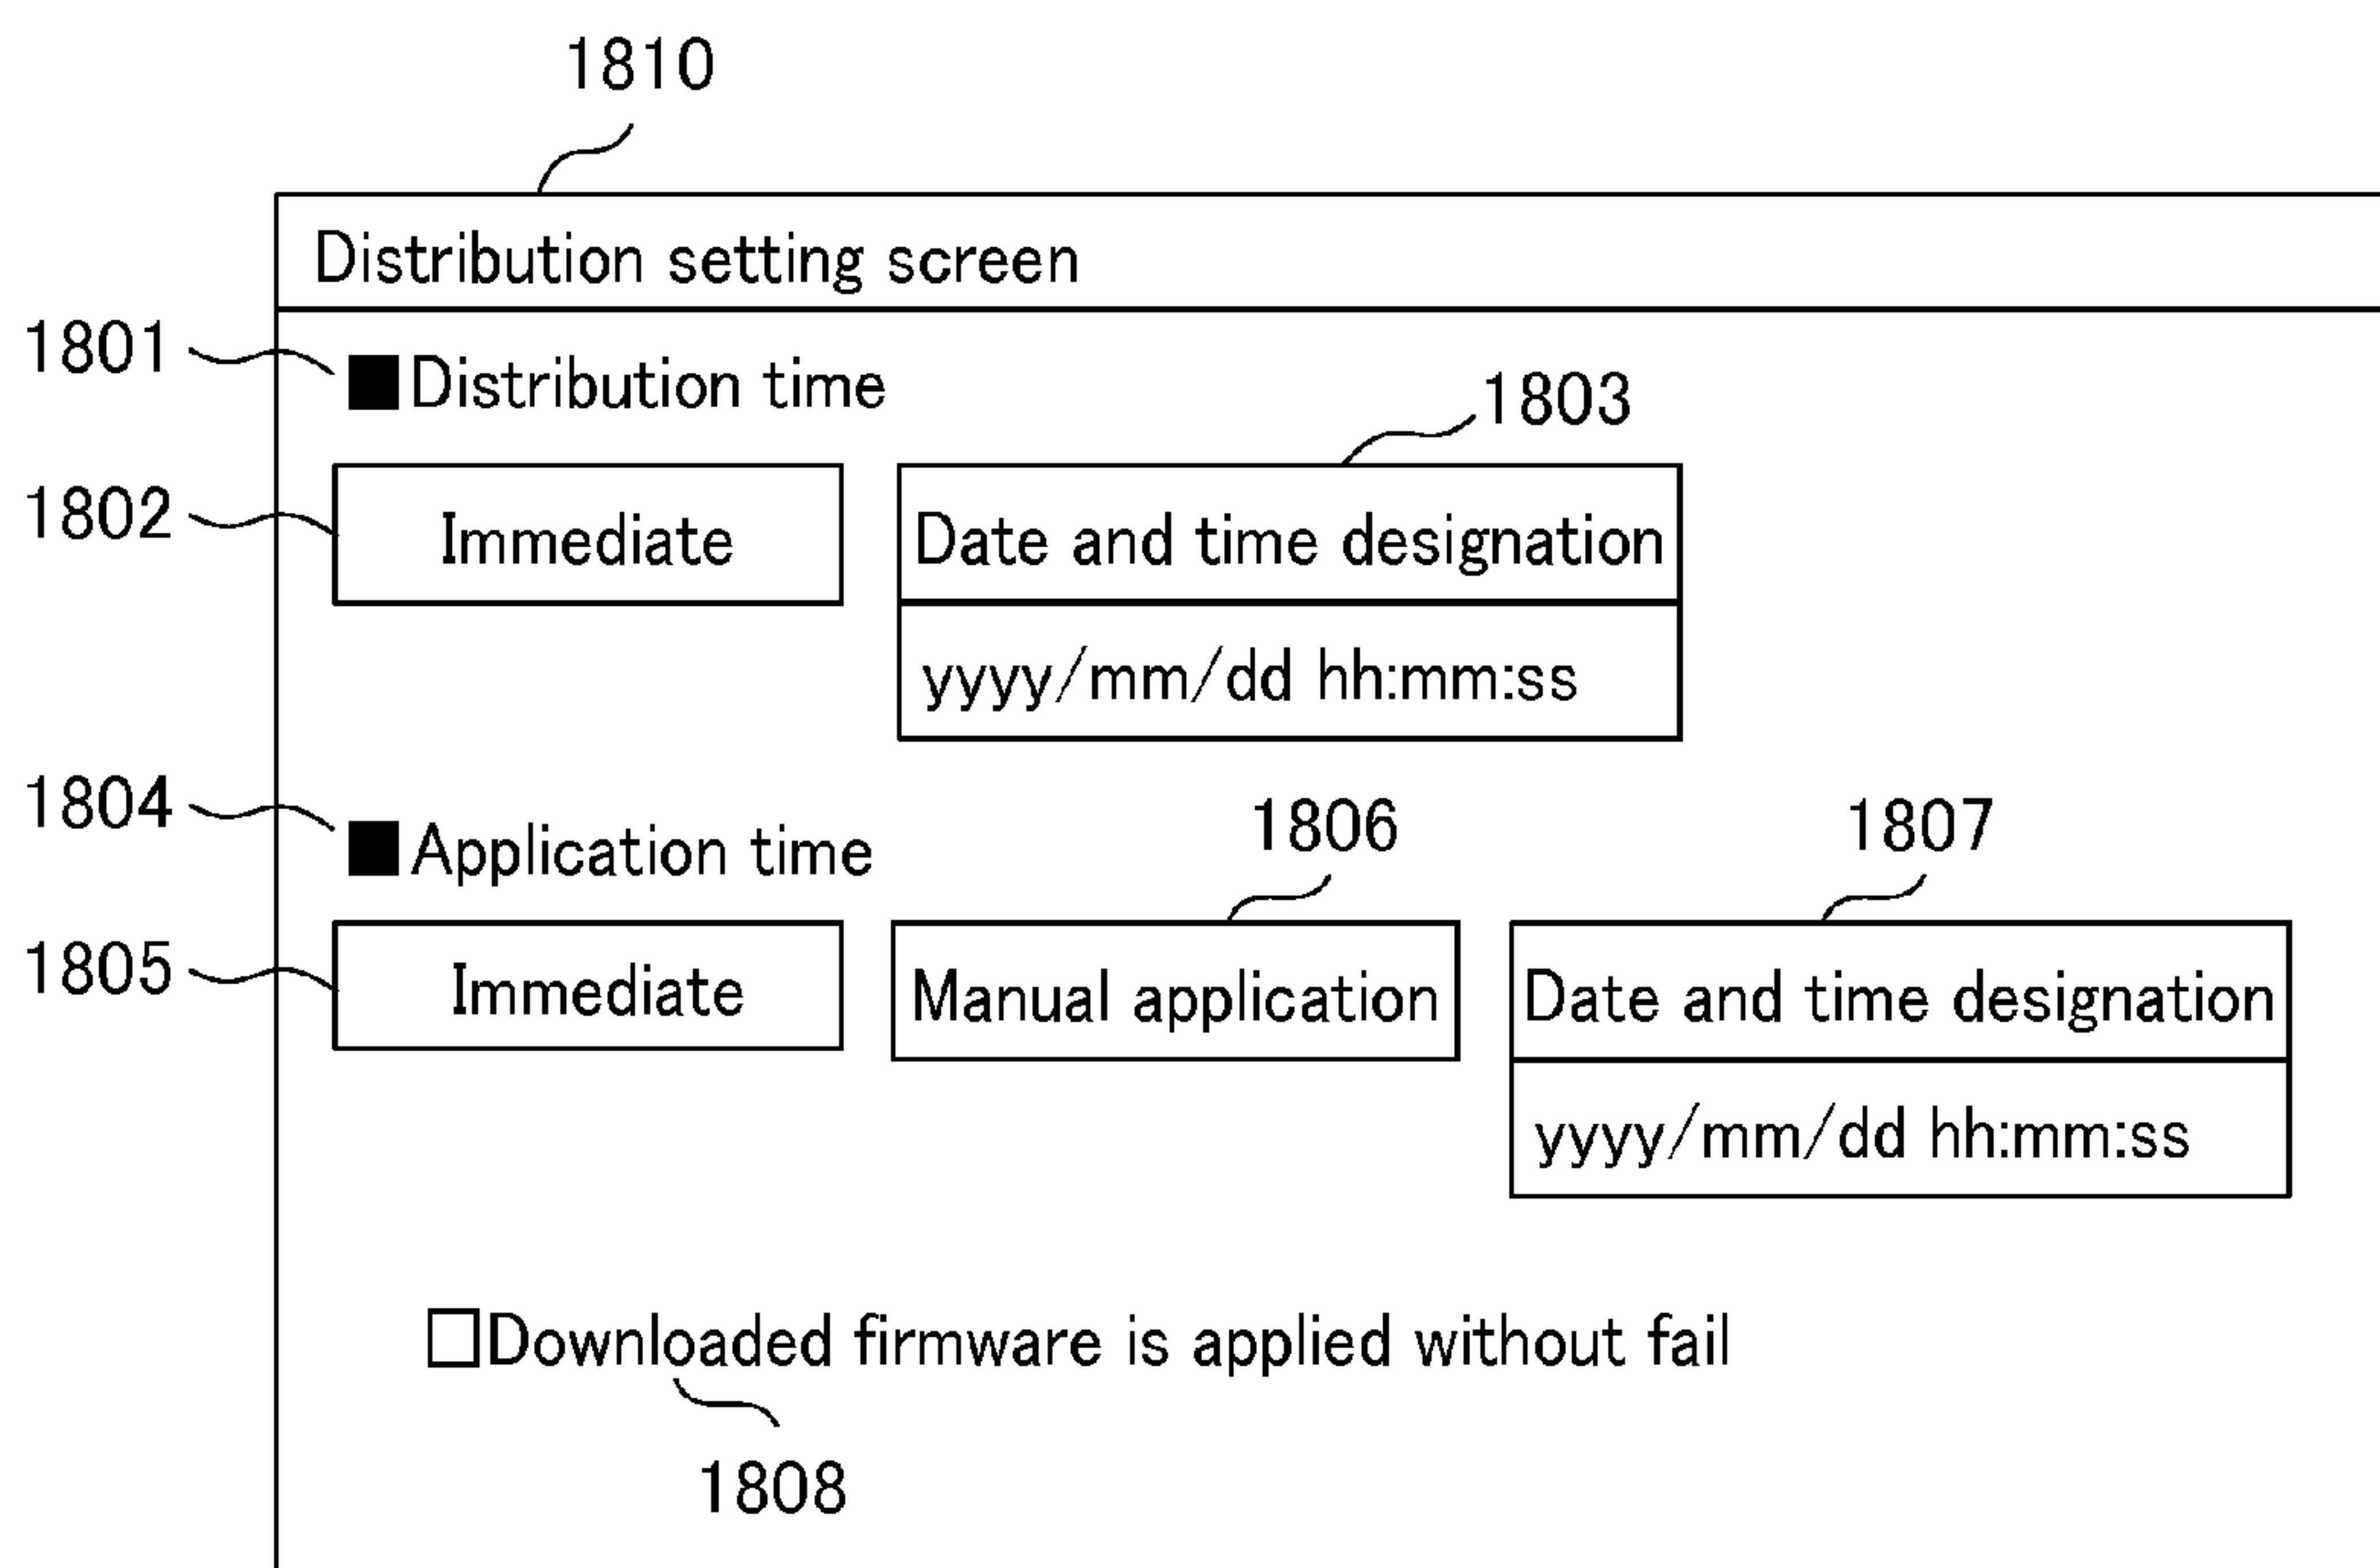 1810
Distribution setting screen
1801
■Distribution time
1803
1802
Immediate
Date and time designation
yyyy/mm/dd hh:mm:ss
1804
■Application time
1806
1807
1805
Immediate
Manual application
Date and time designation
yyyy/mm/dd hh:mm:ss
□Downloaded firmware is applied without fail
1808